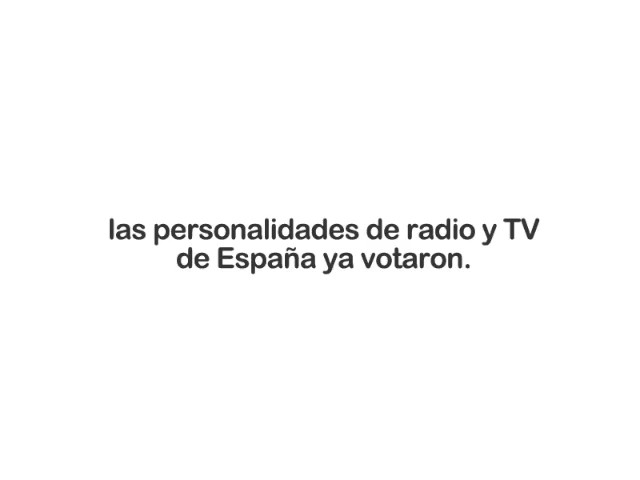 las personalidades de radio y TV
de España ya votaron.